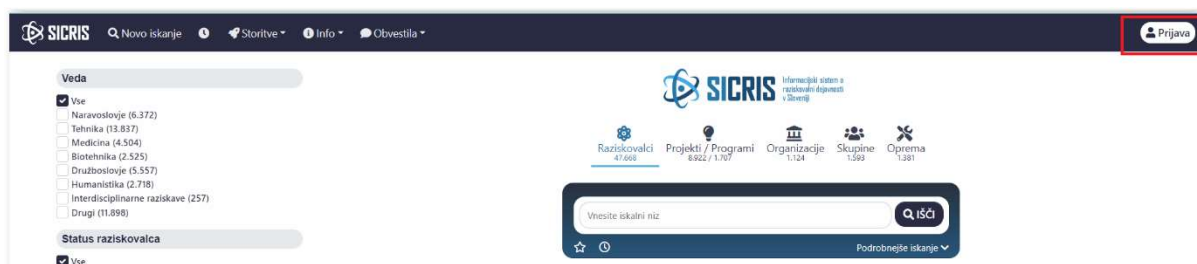 SICRIS Novo iskanje Storitve Info Obvestila Prijava
Veda
Vse
Naravoslovje (6.372)
Tehnika (13.837)
Medicina (4.504)
Biotehnika (2.525)
Družboslovje (5.557)
Humanistika (2.718)
Interdisciplinarne raziskave (257)
Drugi (11.898)
Status raziskovalca
Vse
SICRIS
Informacijski sistem o
raziskovalni dejavnosti
v Sloveniji
Raziskovalci Projekti / Programi Organizacije Skupine Oprema
47.668 8.922 / 1.707 1.124 1.593 1.381
Vnesite iskalni niz IŠČI
Podrobnejše iskanje